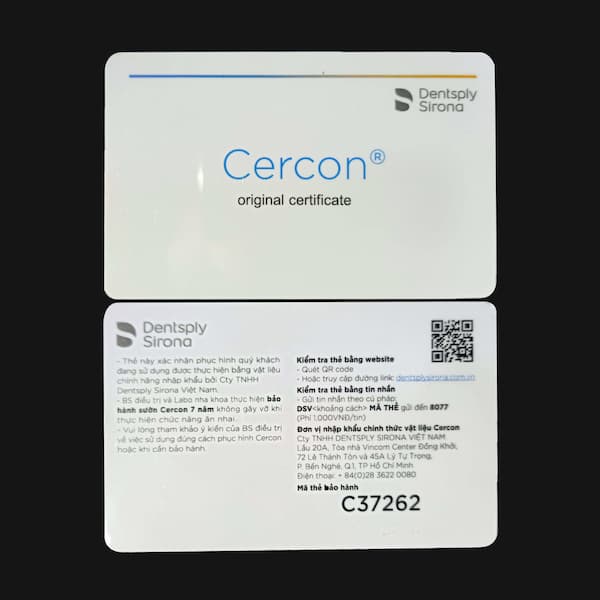 Dentsply
Sirona
Cercon®
original certificate
Dentsply
Sirona
- Thẻ này xác nhận phục hình quý khách
đang sử dụng được thực hiện bằng vật liệu
chính hãng nhập khẩu bởi Cty TNHH
Dentsply Sirona Việt Nam.
- BS điều trị và Labo nha khoa thực hiện bảo
hành sườn Cercon 7 năm không gãy vỡ khi
thực hiện chức năng ăn nhai.
- Vui lòng tham khảo ý kiến của BS điều trị
về việc sử dụng đúng cách phục hình Cercon
hoặc khi cần bảo hành.
Kiểm tra thẻ bằng website
- Quét QR code
- Hoặc truy cập đường link: dentsplysirona.com.vn
Kiểm tra thẻ bằng tin nhắn
- Gửi tin nhắn theo cú pháp:
DSV<khoảng cách> MÃ THẺ gửi đến 8077
(Phí 1.000VNĐ/tin)
Đơn vị nhập khẩu chính thức vật liệu Cercon
Cty TNHH DENTSPLY SIRONA VIỆT NAM
Lầu 20A, Tòa nhà Vincom Center Đồng Khởi,
72 Lê Thánh Tôn và 45A Lý Tự Trọng,
P. Bến Nghé, Q.1, TP Hồ Chí Minh
Điện thoại: + 84(0)28 3622 0080
Mã thẻ bảo hành
C37262